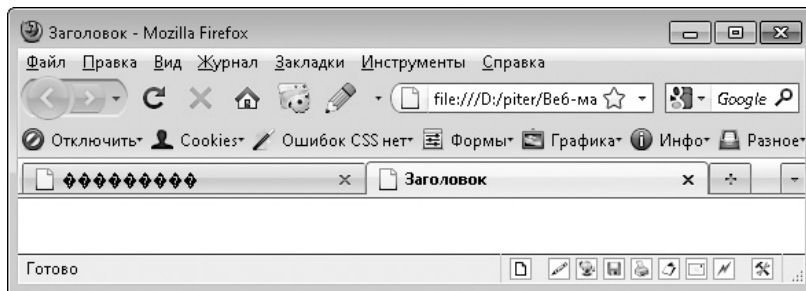 Заголовок - Mozilla Firefox
Файл Правка Вид Журнал Закладки Инструменты Справка
file:///D:/piter/Веб-ма Google
Отключить Cookies Ошибок CSS нет Формы Графика Инфо Разное
���������� Заголовок
Готово